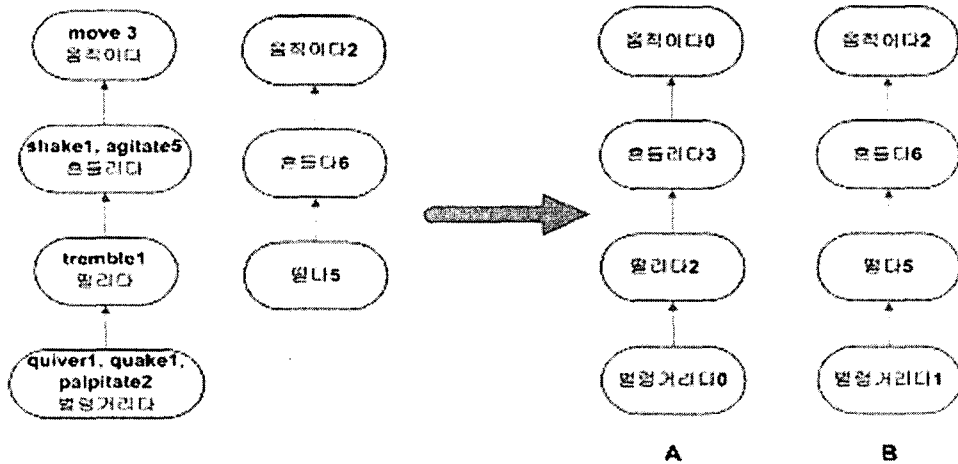 move 3
움직이다
shake1, agitate5
흔들리다
tremble1
떨리다
quiver1, quake1,
palpitate2
벌렁거리다
움직이다2
흔들다6
떨다5
움직이다0
흔들리다3
떨리다2
벌렁거리다0
A
움직이다2
흔들다6
떨다5
벌렁거리다1
B